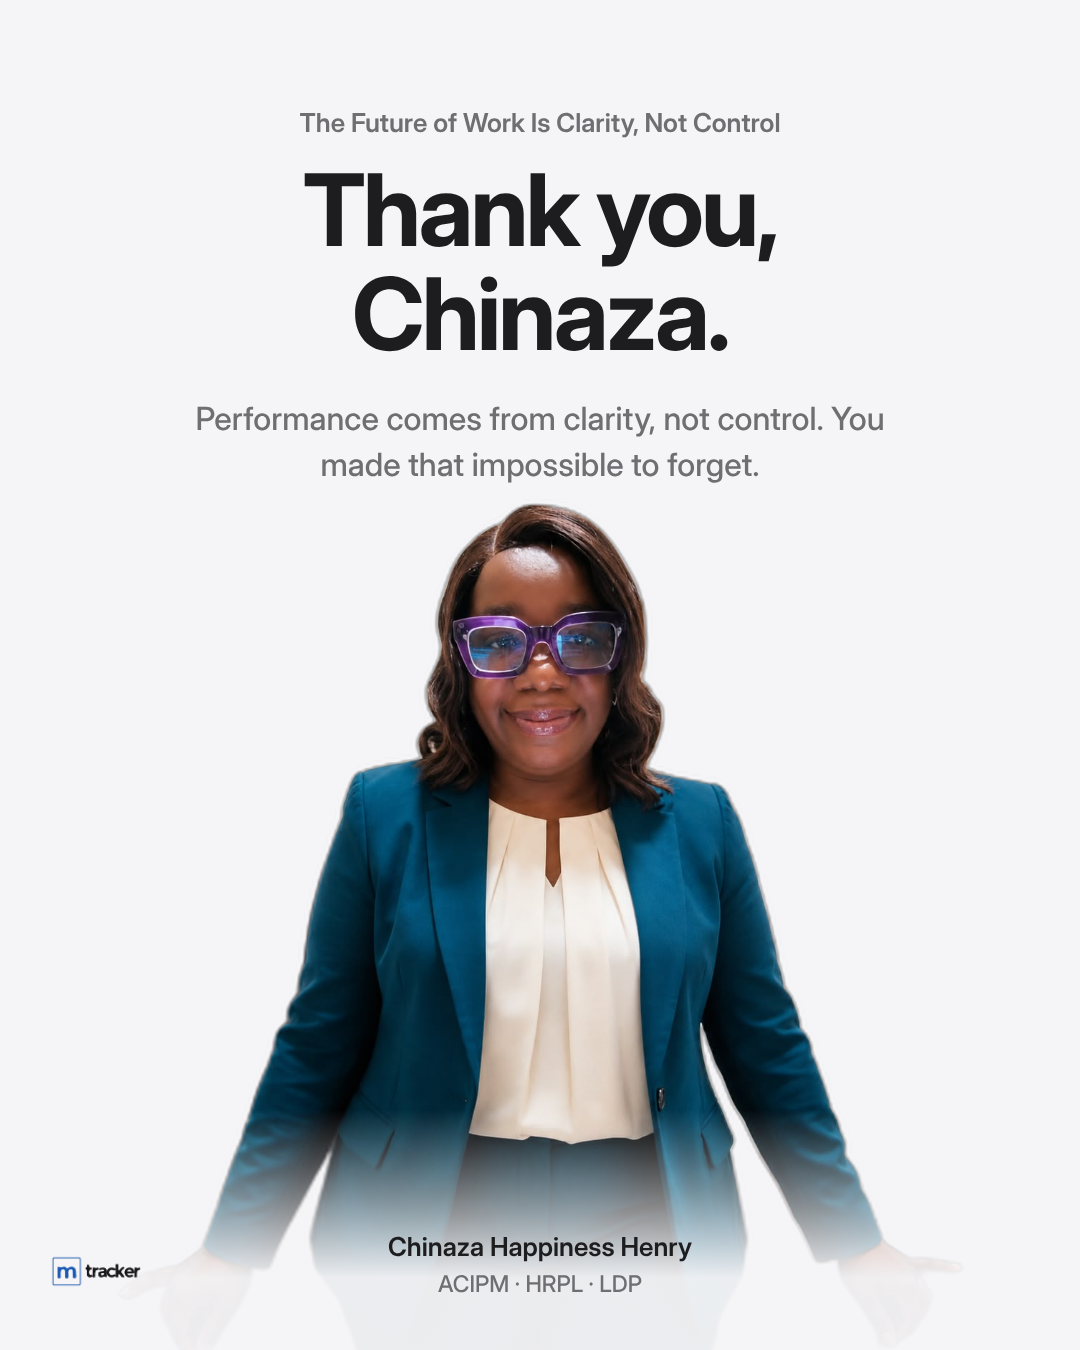 The Future of Work Is Clarity, Not Control
Thank you,
Chinaza.
Performance comes from clarity, not control. You
made that impossible to forget.
Chinaza Happiness Henry
ACIPM · HRPL · LDP
m tracker